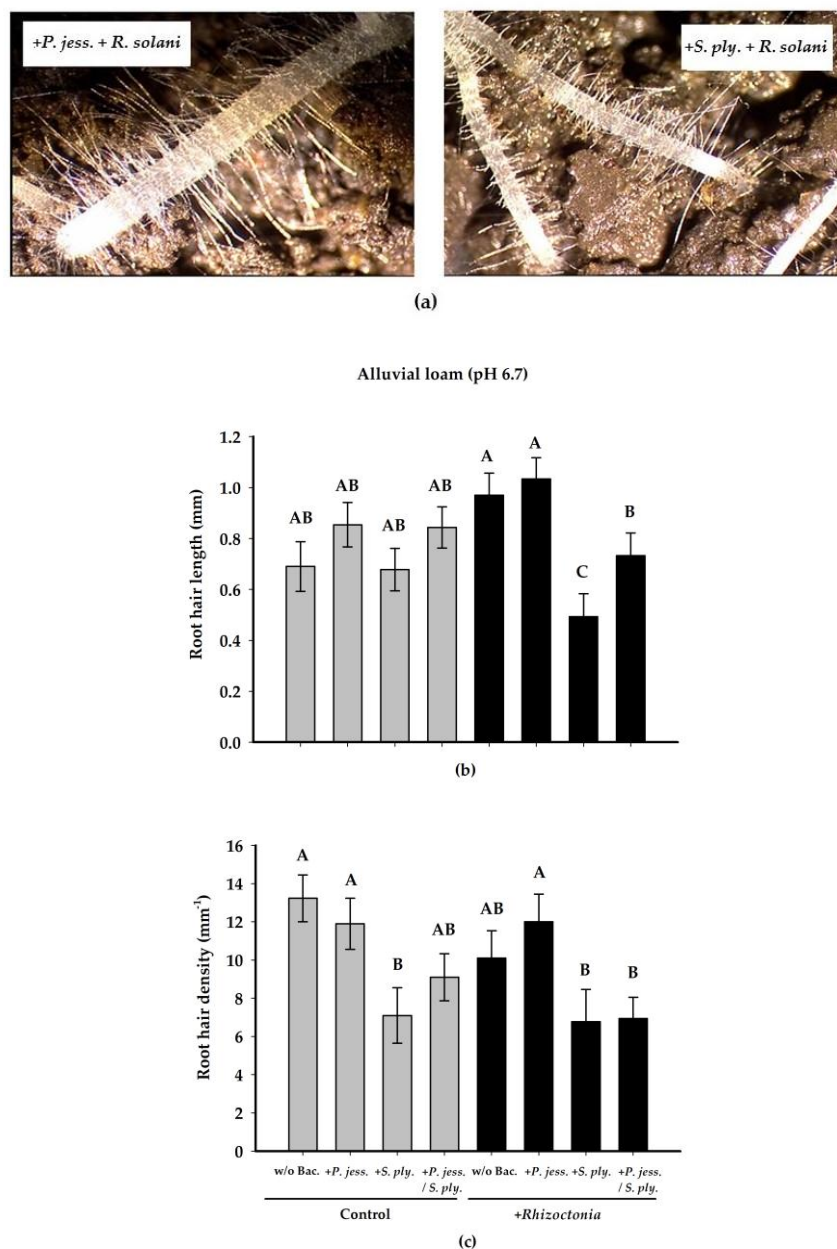 +P. jess. + R. solani
+S. ply. + R. solani
(a)
Alluvial loam (pH 6.7)
Root hair length (mm)
1.2
1.0
0.8
0.6
0.4
0.2
0.0
AB
AB
AB
AB
A
A
C
B
(b)
Root hair density (mm⁻¹)
16
14
12
10
8
6
4
2
0
A
A
B
AB
AB
A
B
B
w/o Bac. +P. jess. +S. ply. +P. jess. w/o Bac. +P. jess. +S. ply. +P. jess.
/ S. ply. / S. ply.
Control +Rhizoctonia
(c)